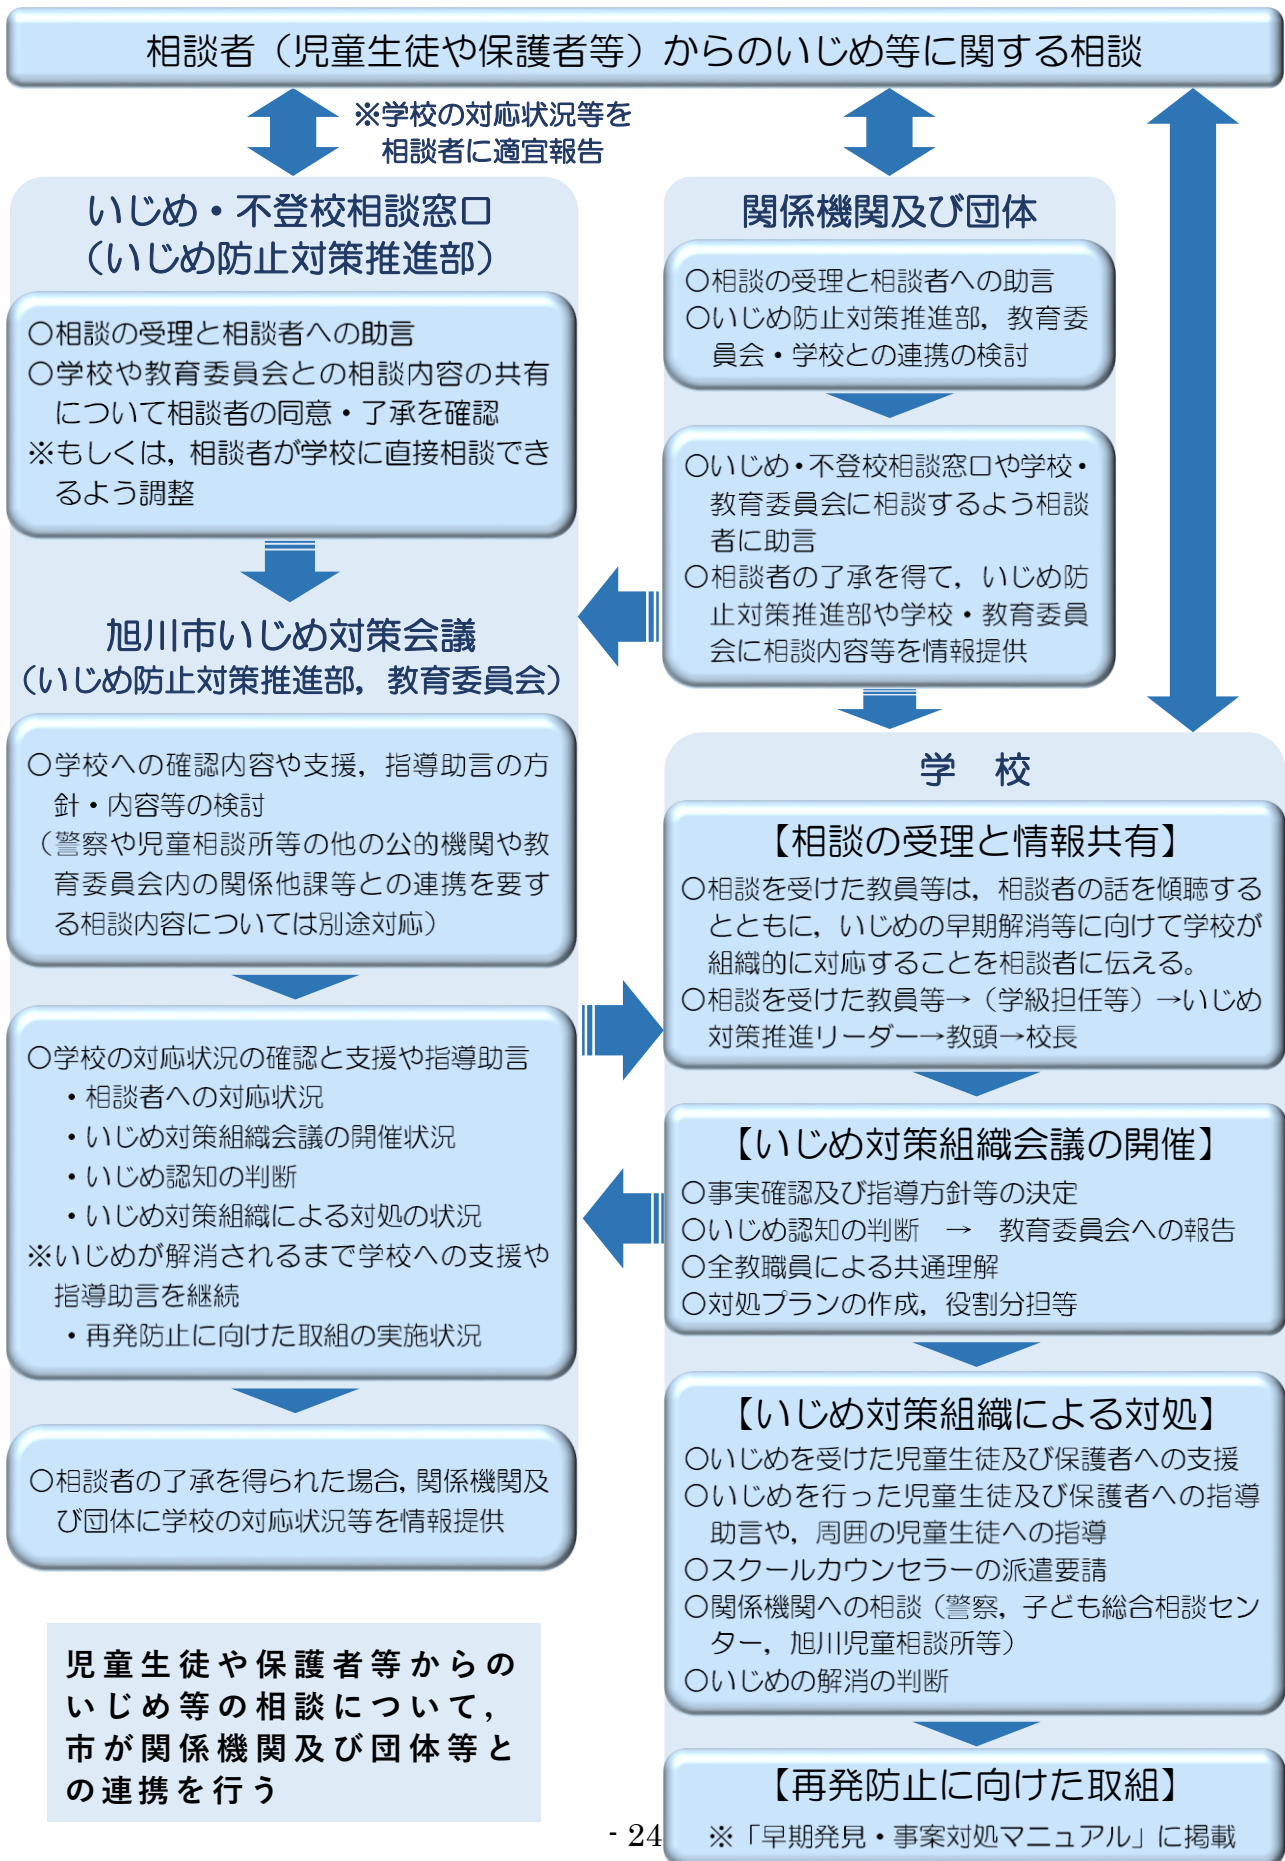 相談者（児童生徒や保護者等）からのいじめ等に関する相談
※学校の対応状況等を
相談者に適宜報告
いじめ・不登校相談窓口
（いじめ防止対策推進部）
〇相談の受理と相談者への助言
〇学校や教育委員会との相談内容の共有
について相談者の同意・了承を確認
※もしくは，相談者が学校に直接相談でき
るよう調整
旭川市いじめ対策会議
（いじめ防止対策推進部，教育委員会）
〇学校への確認内容や支援，指導助言の方
針・内容等の検討
（警察や児童相談所等の他の公的機関や教
育委員会内の関係他課等との連携を要す
る相談内容については別途対応）
〇学校の対応状況の確認と支援や指導助言
・相談者への対応状況
・いじめ対策組織会議の開催状況
・いじめ認知の判断
・いじめ対策組織による対処の状況
※いじめが解消されるまで学校への支援や
指導助言を継続
・再発防止に向けた取組の実施状況
〇相談者の了承を得られた場合，関係機関及
び団体に学校の対応状況等を情報提供
児童生徒や保護者等からの
いじめ等の相談について，
市が関係機関及び団体等と
の連携を行う
関係機関及び団体
〇相談の受理と相談者への助言
〇いじめ防止対策推進部，教育委
員会・学校との連携の検討
〇いじめ・不登校相談窓口や学校・
教育委員会に相談するよう相談
者に助言
〇相談者の了承を得て，いじめ防
止対策推進部や学校・教育委員
会に相談内容等を情報提供
学　校
【相談の受理と情報共有】
〇相談を受けた教員等は，相談者の話を傾聴する
とともに，いじめの早期解消等に向けて学校が
組織的に対応することを相談者に伝える。
〇相談を受けた教員等→（学級担任等）→いじめ
対策推進リーダー→教頭→校長
【いじめ対策組織会議の開催】
〇事実確認及び指導方針等の決定
〇いじめ認知の判断　→　教育委員会への報告
〇全教職員による共通理解
〇対処プランの作成，役割分担等
【いじめ対策組織による対処】
〇いじめを受けた児童生徒及び保護者への支援
〇いじめを行った児童生徒及び保護者への指導
助言や，周囲の児童生徒への指導
〇スクールカウンセラーの派遣要請
〇関係機関への相談（警察，子ども総合相談セン
ター，旭川児童相談所等）
〇いじめの解消の判断
【再発防止に向けた取組】
※「早期発見・事案対処マニュアル」に掲載
- 24